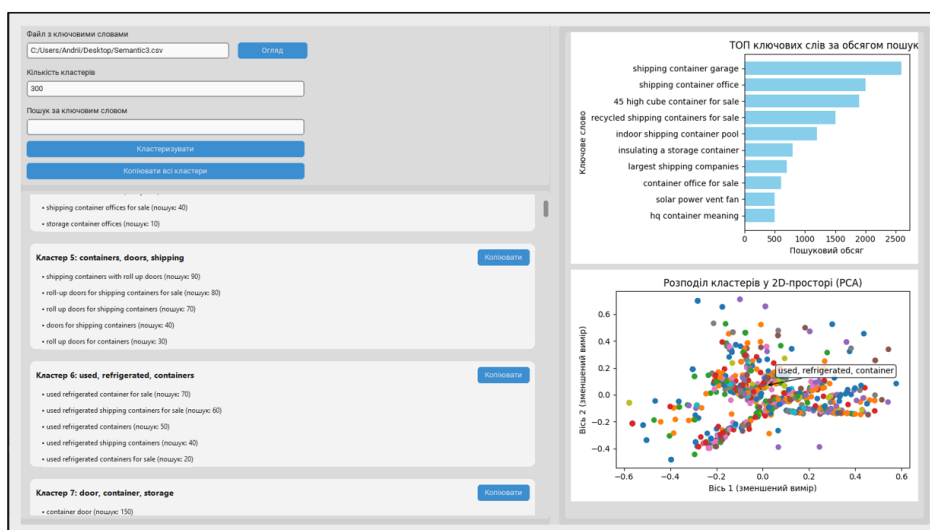 Файл з ключовими словами
C:/Users/Andrii/Desktop/Semantic3.csv
Огляд
Кількість кластерів
300
Пошук за ключовим словом
Кластеризувати
Копіювати всі кластери
• shipping container offices for sale (пошук: 40)
• storage container offices (пошук: 10)
Кластер 5: containers, doors, shipping
Копіювати
• shipping containers with roll up doors (пошук: 90)
• roll-up doors for shipping containers for sale (пошук: 80)
• roll up doors for shipping containers (пошук: 70)
• doors for shipping containers (пошук: 40)
• roll up doors for containers (пошук: 30)
Кластер 6: used, refrigerated, containers
Копіювати
• used refrigerated container for sale (пошук: 70)
• used refrigerated shipping containers for sale (пошук: 60)
• used refrigerated containers (пошук: 50)
• used refrigerated shipping containers (пошук: 40)
• used refrigerated containers for sale (пошук: 20)
Кластер 7: door, container, storage
Копіювати
• container door (пошук: 150)
ТОП ключових слів за обсягом пошук
Ключове слово
shipping container garage
shipping container office
45 high cube container for sale
recycled shipping containers for sale
indoor shipping container pool
insulating a storage container
largest shipping companies
container office for sale
solar power vent fan
hq container meaning
0 500 1000 1500 2000 2500
Пошуковий обсяг
Розподіл кластерів у 2D-просторі (PCA)
Вісь 2 (зменшений вимір)
0.6
0.4
0.2
0.0
−0.2
−0.4
used, refrigerated, container
−0.6 −0.4 −0.2 0.0 0.2 0.4 0.6
Вісь 1 (зменшений вимір)